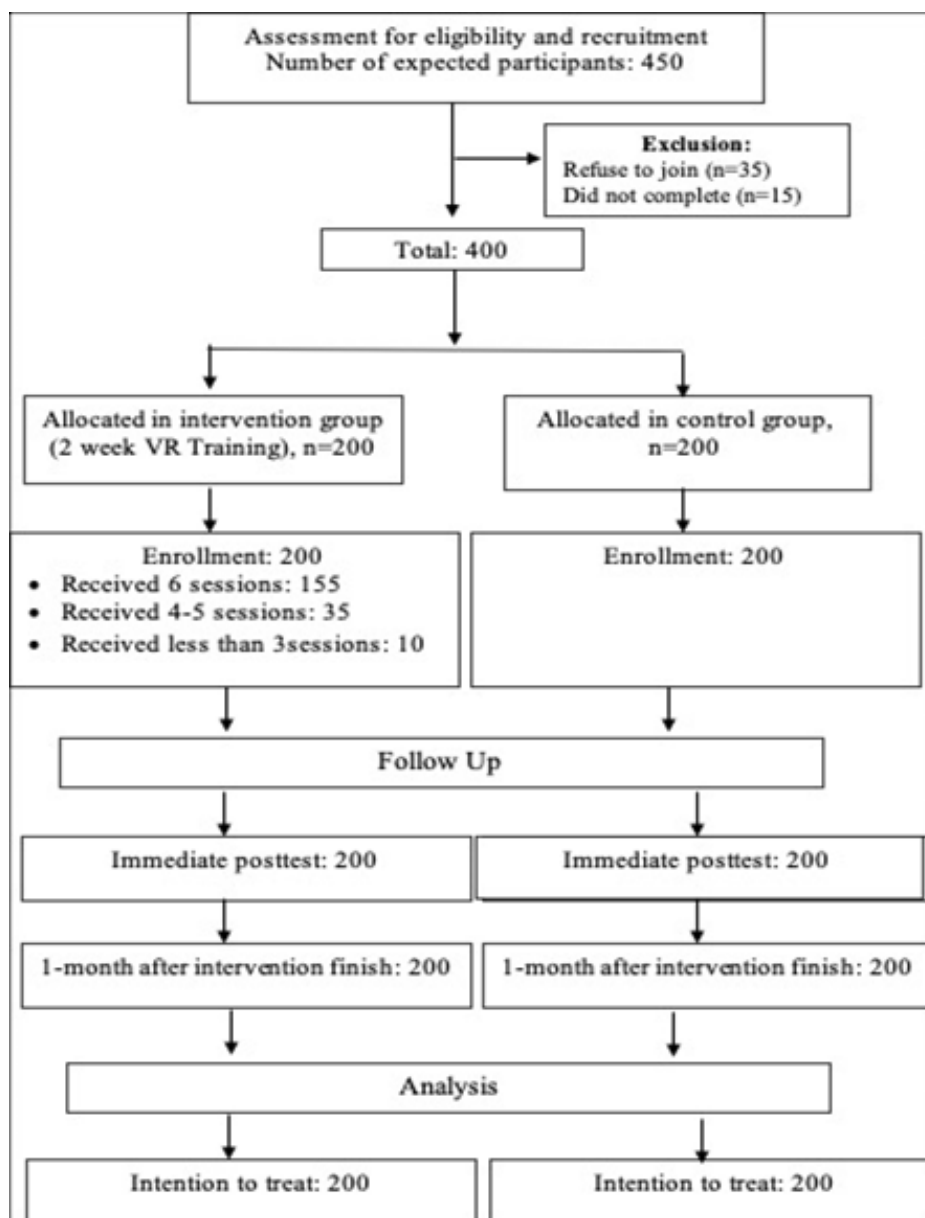 Assessment for eligibility and recruitment
Number of expected participants: 450
Exclusion:
Refuse to join (n=35)
Did not complete (n=15)
Total: 400
Allocated in intervention group
(2 week VR Training), n=200
Allocated in control group,
n=200
Enrollment: 200
• Received 6 sessions: 155
• Received 4-5 sessions: 35
• Received less than 3sessions: 10
Enrollment: 200
Follow Up
Immediate posttest: 200
Immediate posttest: 200
1-month after intervention finish: 200
1-month after intervention finish: 200
Analysis
Intention to treat: 200
Intention to treat: 200